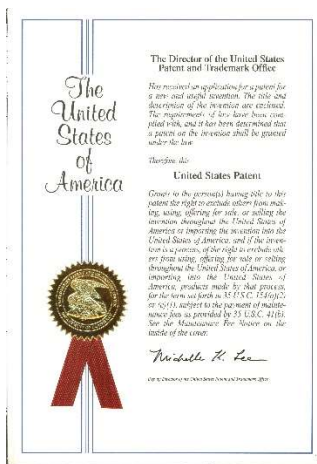 The
United
States
of
America
The Director of the United States
Patent and Trademark Office
Has received an application for a patent for
a new and useful invention. The title and
description of the invention are enclosed.
The requirements of law have been com-
plied with, and it has been determined that
a patent on the invention shall be granted
under the law.
Therefore, this
United States Patent
Grants to the person(s) having title to this
patent the right to exclude others from mak-
ing, using, offering for sale, or selling the
invention throughout the United States of
America or importing the invention into the
United States of America, and if the inven-
tion is a process, of the right to exclude oth-
ers from using, offering for sale or selling
throughout the United States of America, or
importing into the United States of
America, products made by that process,
for the term set forth in 35 U.S.C. 154(a)(2)
or (c)(1), subject to the payment of mainte-
nance fees as provided by 35 U.S.C. 41(b).
See the Maintenance Fee Notice on the
inside of the cover.
Michelle K. Lee
Director of the United States Patent and Trademark Office